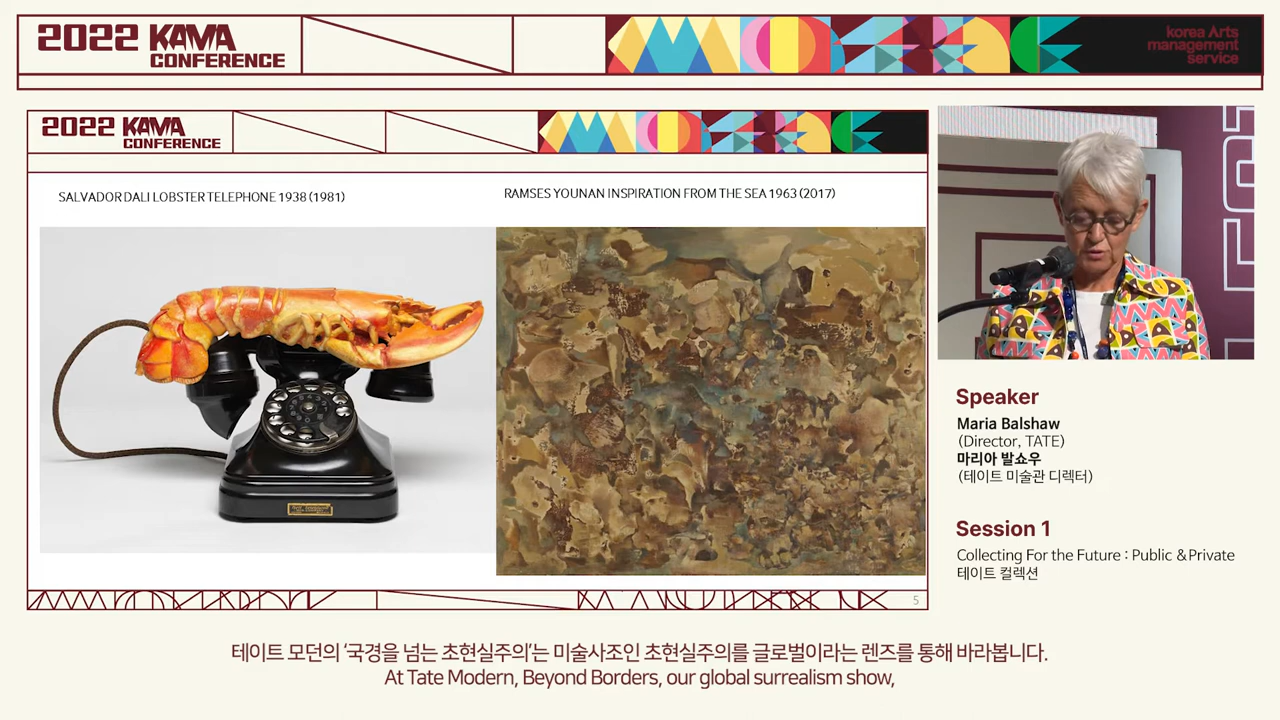 2022 KAMA
CONFERENCE
korea Arts
management
service
2022 KAMA
CONFERENCE
SALVADOR DALI LOBSTER TELEPHONE 1938 (1981)
RAMSES YOUNAN INSPIRATION FROM THE SEA 1963 (2017)
5
Speaker
Maria Balshaw
(Director, TATE)
마리아 발쇼우
(테이트 미술관 디렉터)
Session 1
Collecting For the Future : Public & Private
테이트 컬렉션
테이트 모던의 ‘국경을 넘는 초현실주의’는 미술사조인 초현실주의를 글로벌이라는 렌즈를 통해 바라봅니다.
At Tate Modern, Beyond Borders, our global surrealism show,